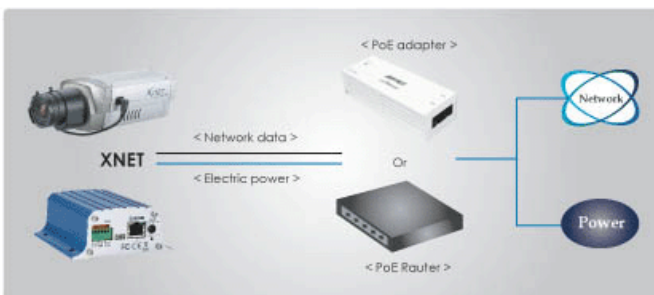 < PoE adapter >
Network
< Network data >
XNET
Or
< Electric power >
Power
< PoE Rauter >